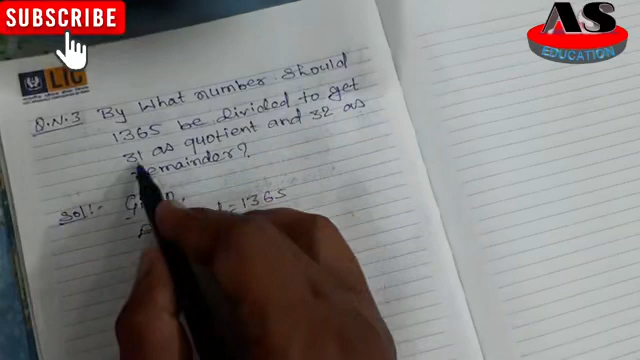 SUBSCRIBE
AS
EDUCATION
LIC
Q.N.3 By What number Should
1365 be divided to get
31 as quotient and 32 as
remainder?
Sol:-
= 1365